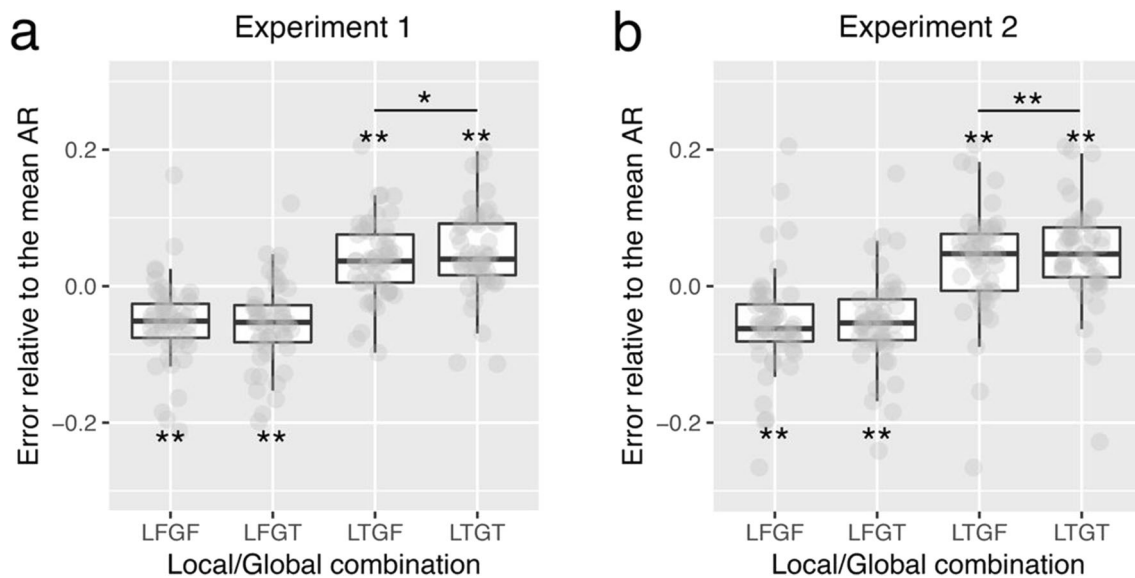 a
Experiment 1
Error relative to the mean AR
0.2
0.0
−0.2
*
** **
** **
LFGF LFGT LTGF LTGT
Local/Global combination
b
Experiment 2
Error relative to the mean AR
0.2
0.0
−0.2
**
** **
** **
LFGF LFGT LTGF LTGT
Local/Global combination